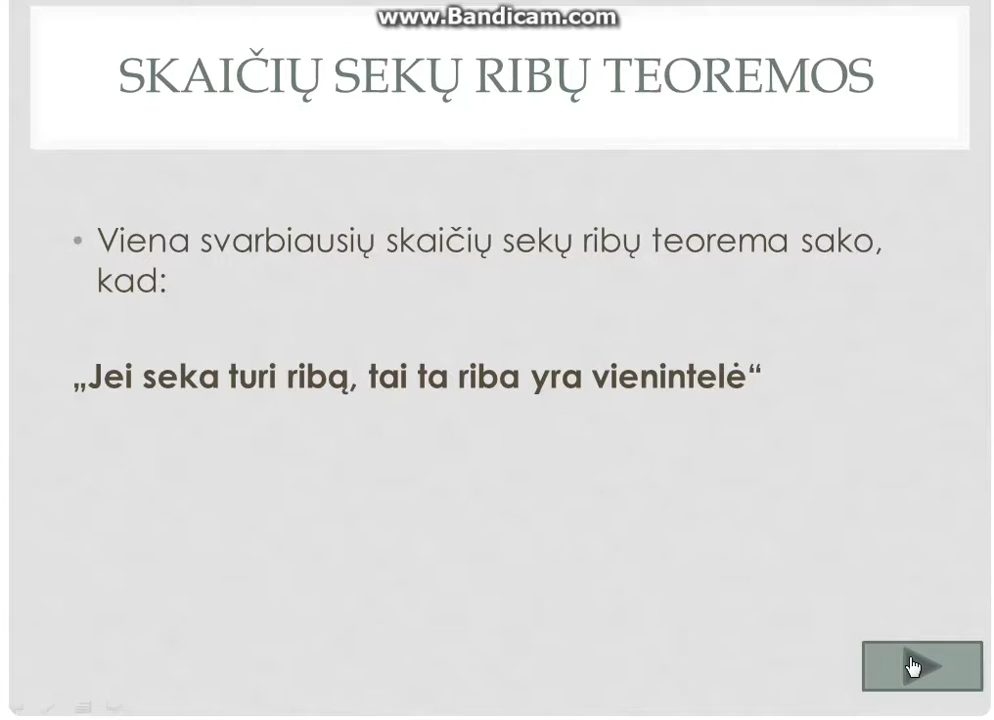 www.Bandicam.com
SKAIČIŲ SEKŲ RIBŲ TEOREMOS
• Viena svarbiausių skaičių sekų ribų teorema sako,
kad:
„Jei seka turi ribą, tai ta riba yra vienintelė“